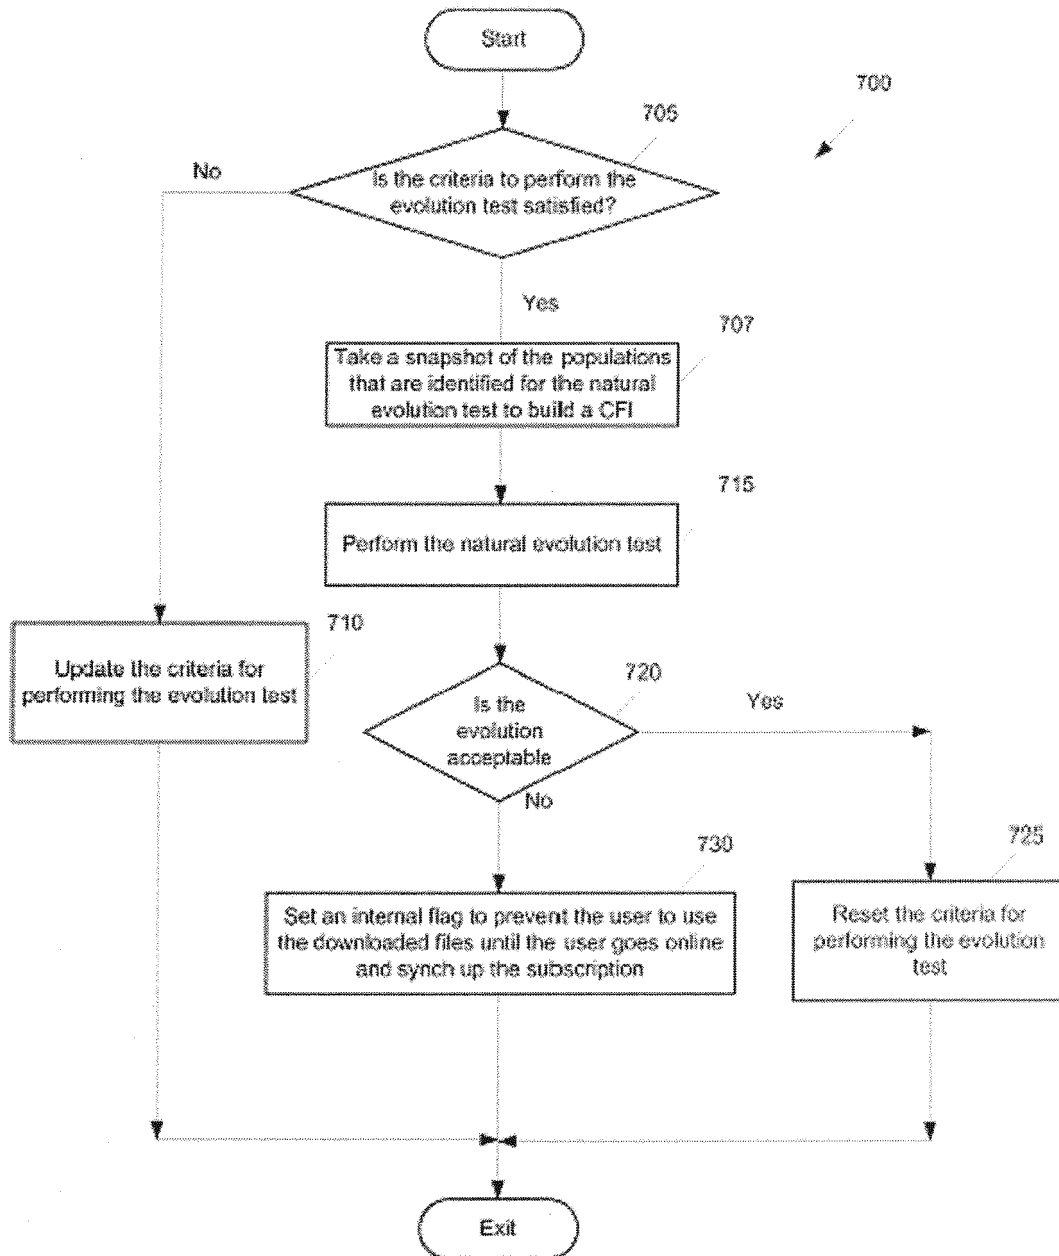 Start
700
705
No
Is the criteria to perform the
evolution test satisfied?
Yes
707
Take a snapshot of the populations
that are identified for the natural
evolution test to build a CFI
715
Perform the natural evolution test
710
Update the criteria for
performing the evolution test
720
Is the
evolution
acceptable
Yes
No
730
Set an internal flag to prevent the user to use
the downloaded files until the user goes online
and synch up the subscription
725
Reset the criteria for
performing the evolution
test
Exit